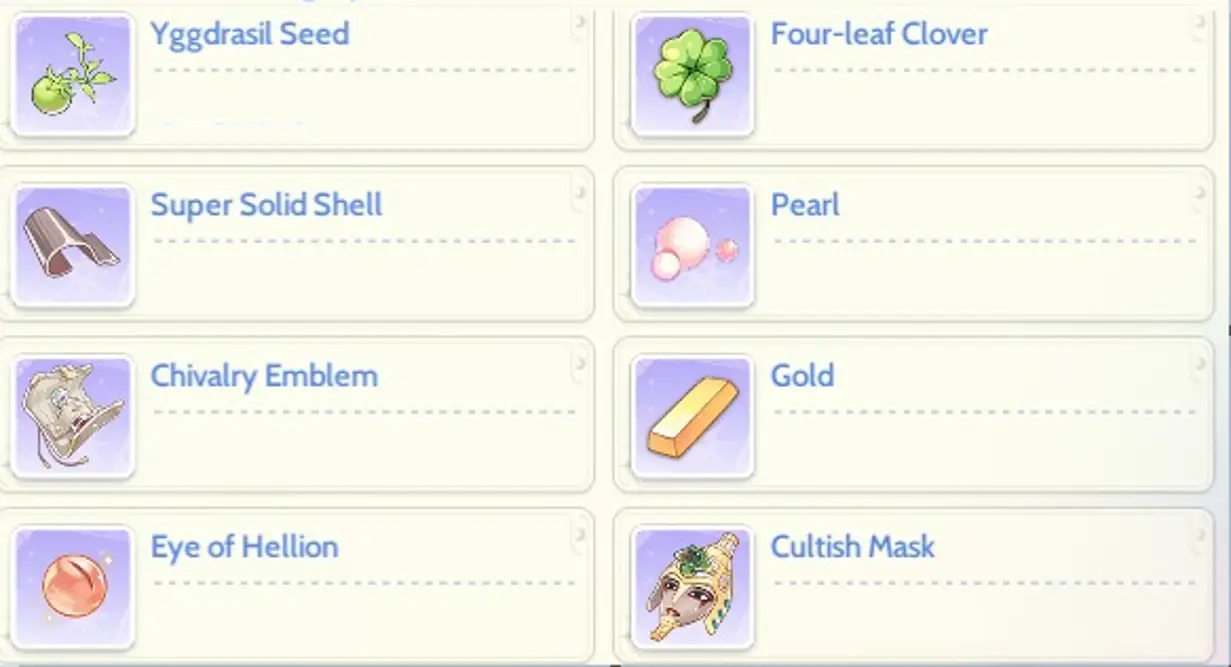 Yggdrasil Seed
Four-leaf Clover
Super Solid Shell
Pearl
Chivalry Emblem
Gold
Eye of Hellion
Cultish Mask